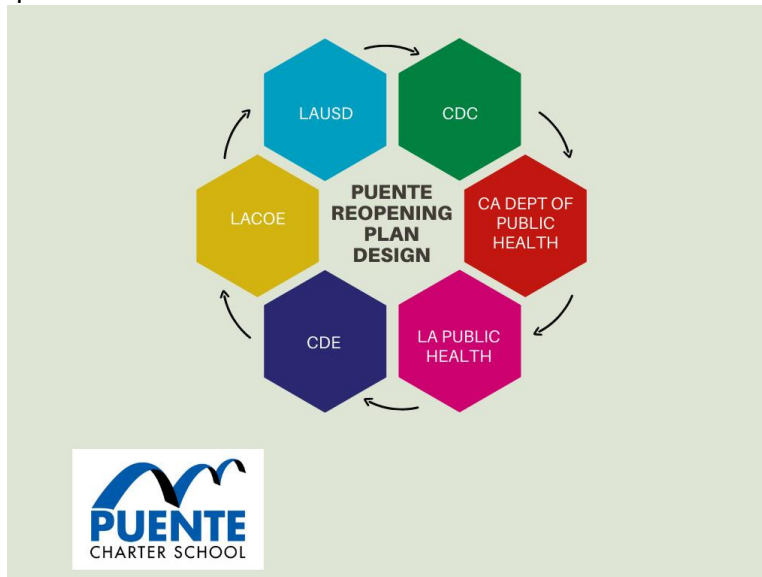 LAUSD
CDC
LACOE
PUENTE
REOPENING
PLAN
DESIGN
CA DEPT OF
PUBLIC
HEALTH
CDE
LA PUBLIC
HEALTH
PUENTE
CHARTER SCHOOL